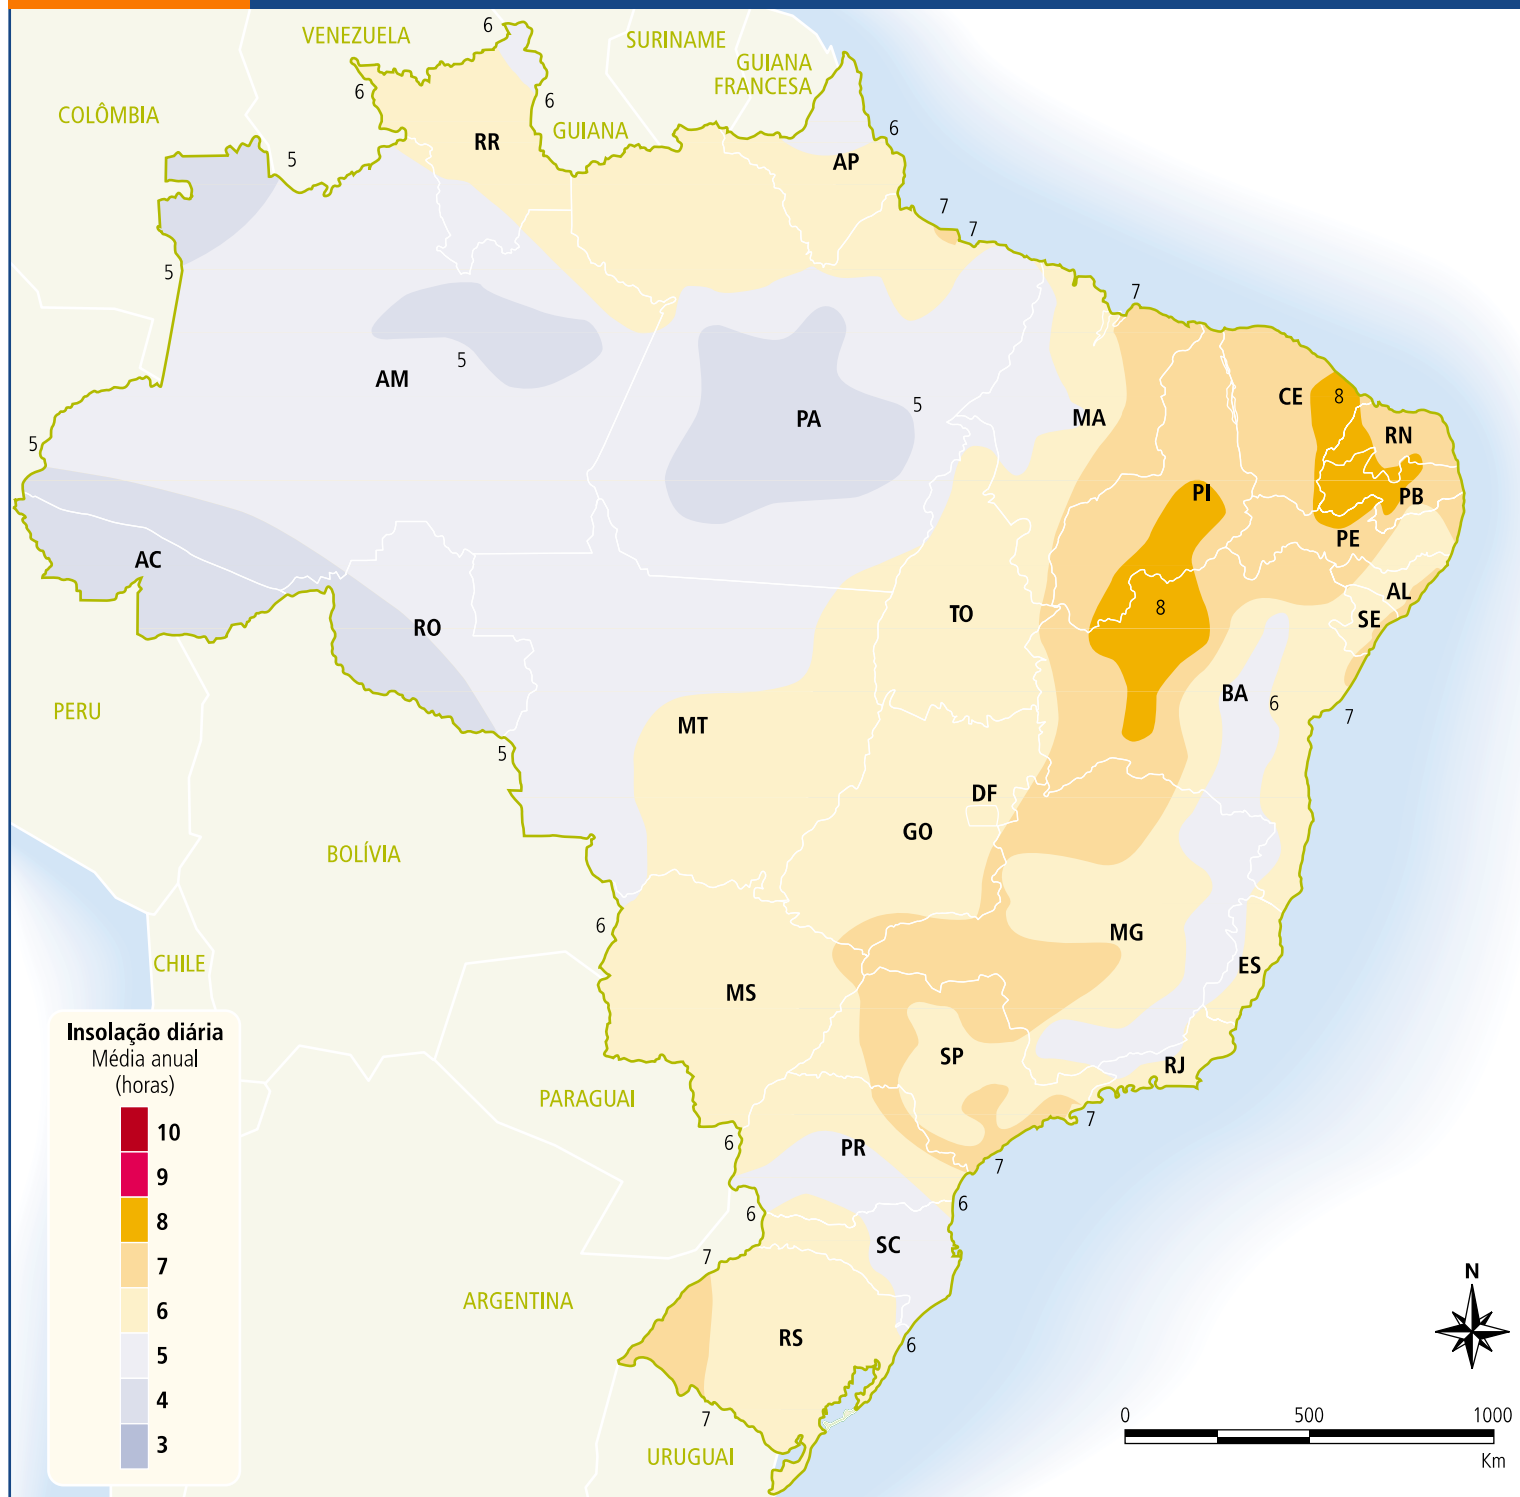 6
VENEZUELA
SURINAME
GUIANA
FRANCESA
6
6
COLÔMBIA
GUIANA
6
RR
AP
5
7
7
5
7
5
AM
5
PA
CE
8
MA
RN
5
PI
PB
PE
AC
AL
8
TO
SE
RO
BA
6
PERU
7
MT
5
DF
GO
BOLÍVIA
6
MG
CHILE
ES
MS
Insolação diária
Média anual
(horas)
SP
RJ
PARAGUAI
7
10
6
PR
7
9
6
6
8
SC
7
7
N
ARGENTINA
6
RS
6
5
4
7
0 500 1000
3
URUGUAI
Km